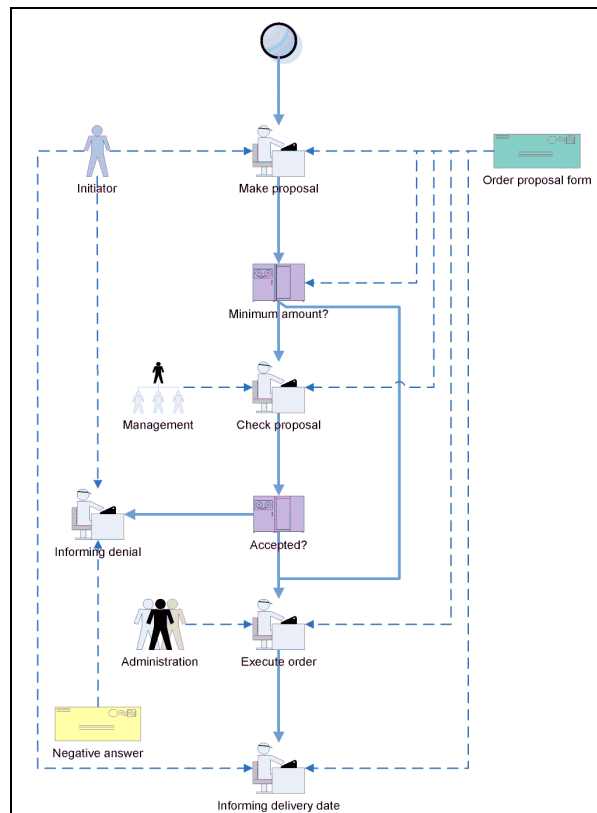 Initiator
Make proposal
Order proposal form
Minimum amount?
Management
Check proposal
Informing denial
Accepted?
Administration
Execute order
Negative answer
Informing delivery date